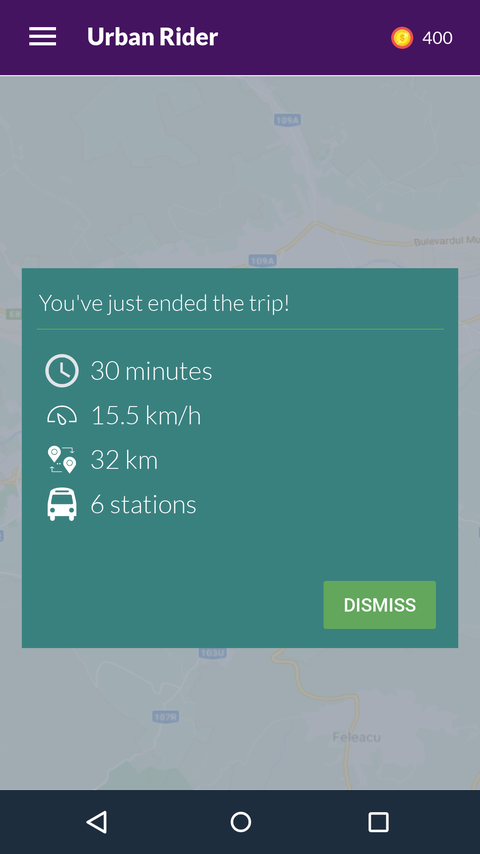 Urban Rider
400
109A
Bulevardul Mu
109A
You've just ended the trip!
30 minutes
15.5 km/h
32 km
6 stations
DISMISS
103U
107R
Feleacu